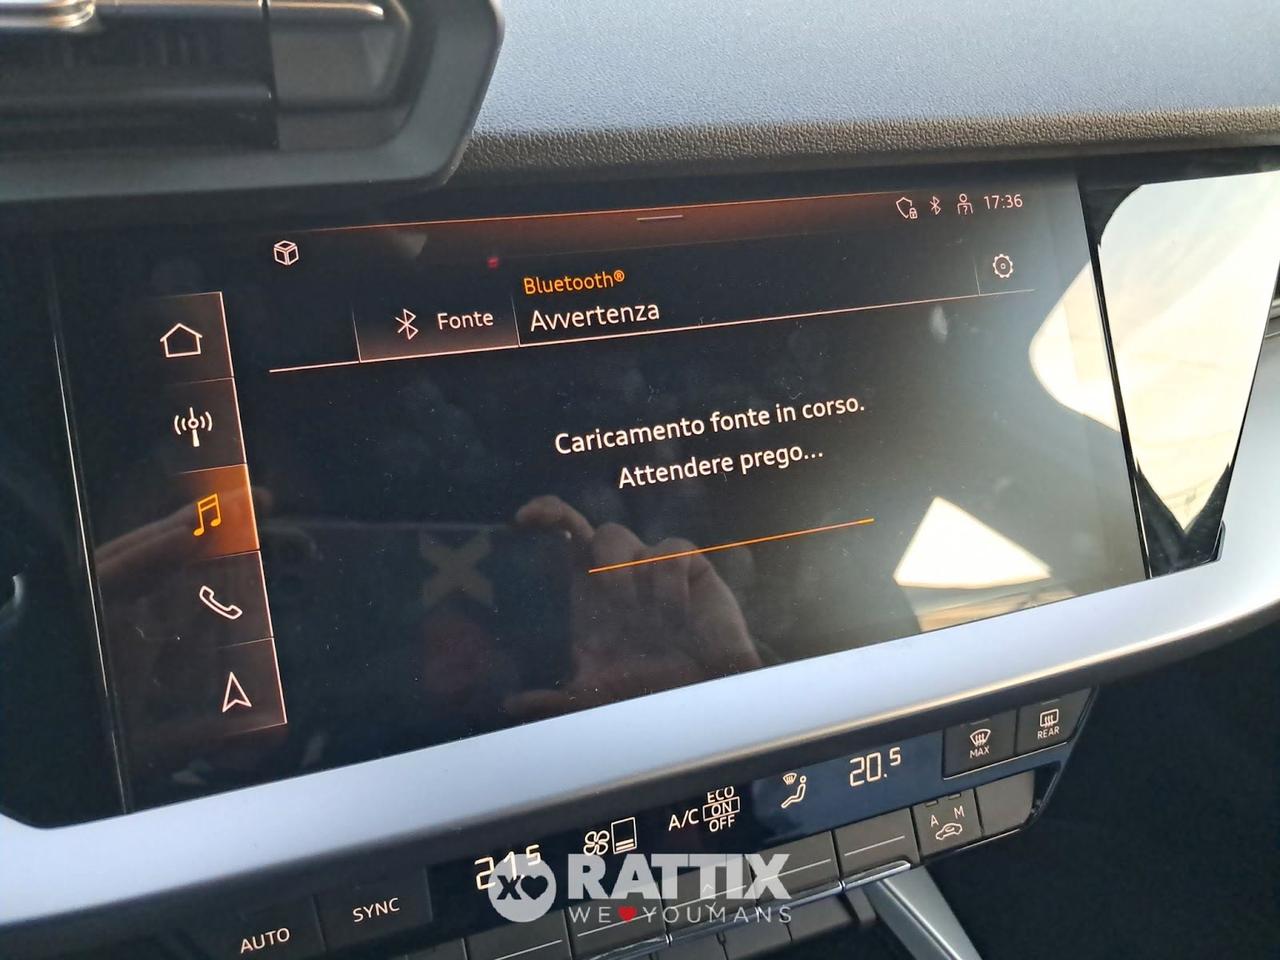 17:36
Bluetooth®
Fonte
Avvertenza
Caricamento fonte in corso.
Attendere prego...
MAX
REAR
20.5
ECO
A/C ON
OFF
A M
21.5
SYNC
AUTO
XO
RATTIX
WE YOUMANS